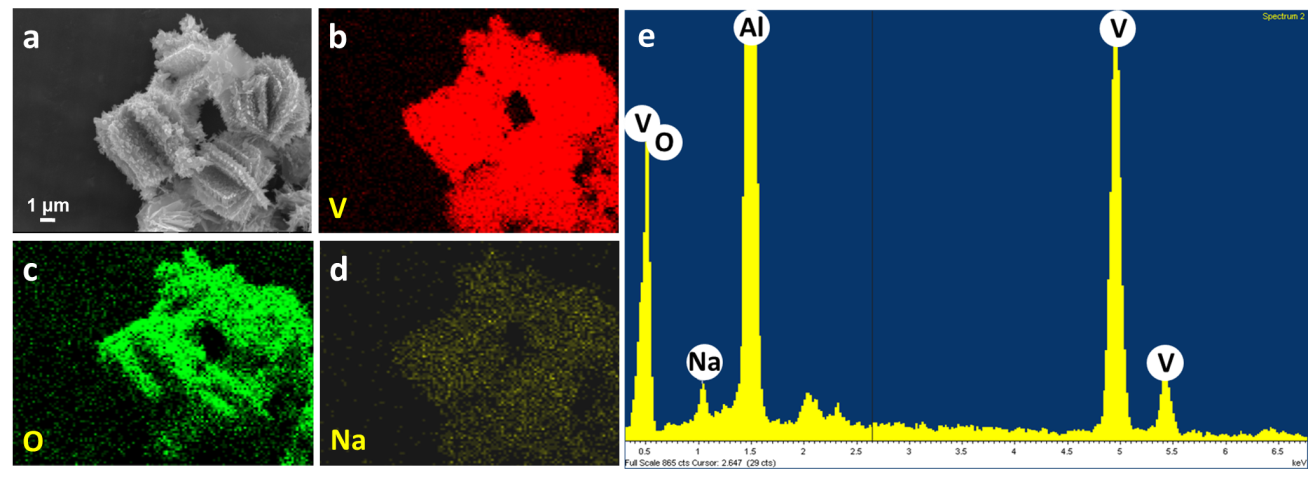 a
1 μm
b
V
c
O
d
Na
e
Spectrum 2
V
O
Na
Al
V
V
0.5 1 1.5 2 2.5 3 3.5 4 4.5 5 5.5 6 6.5
Full Scale 865 cts Cursor: 2.647 (29 cts) keV